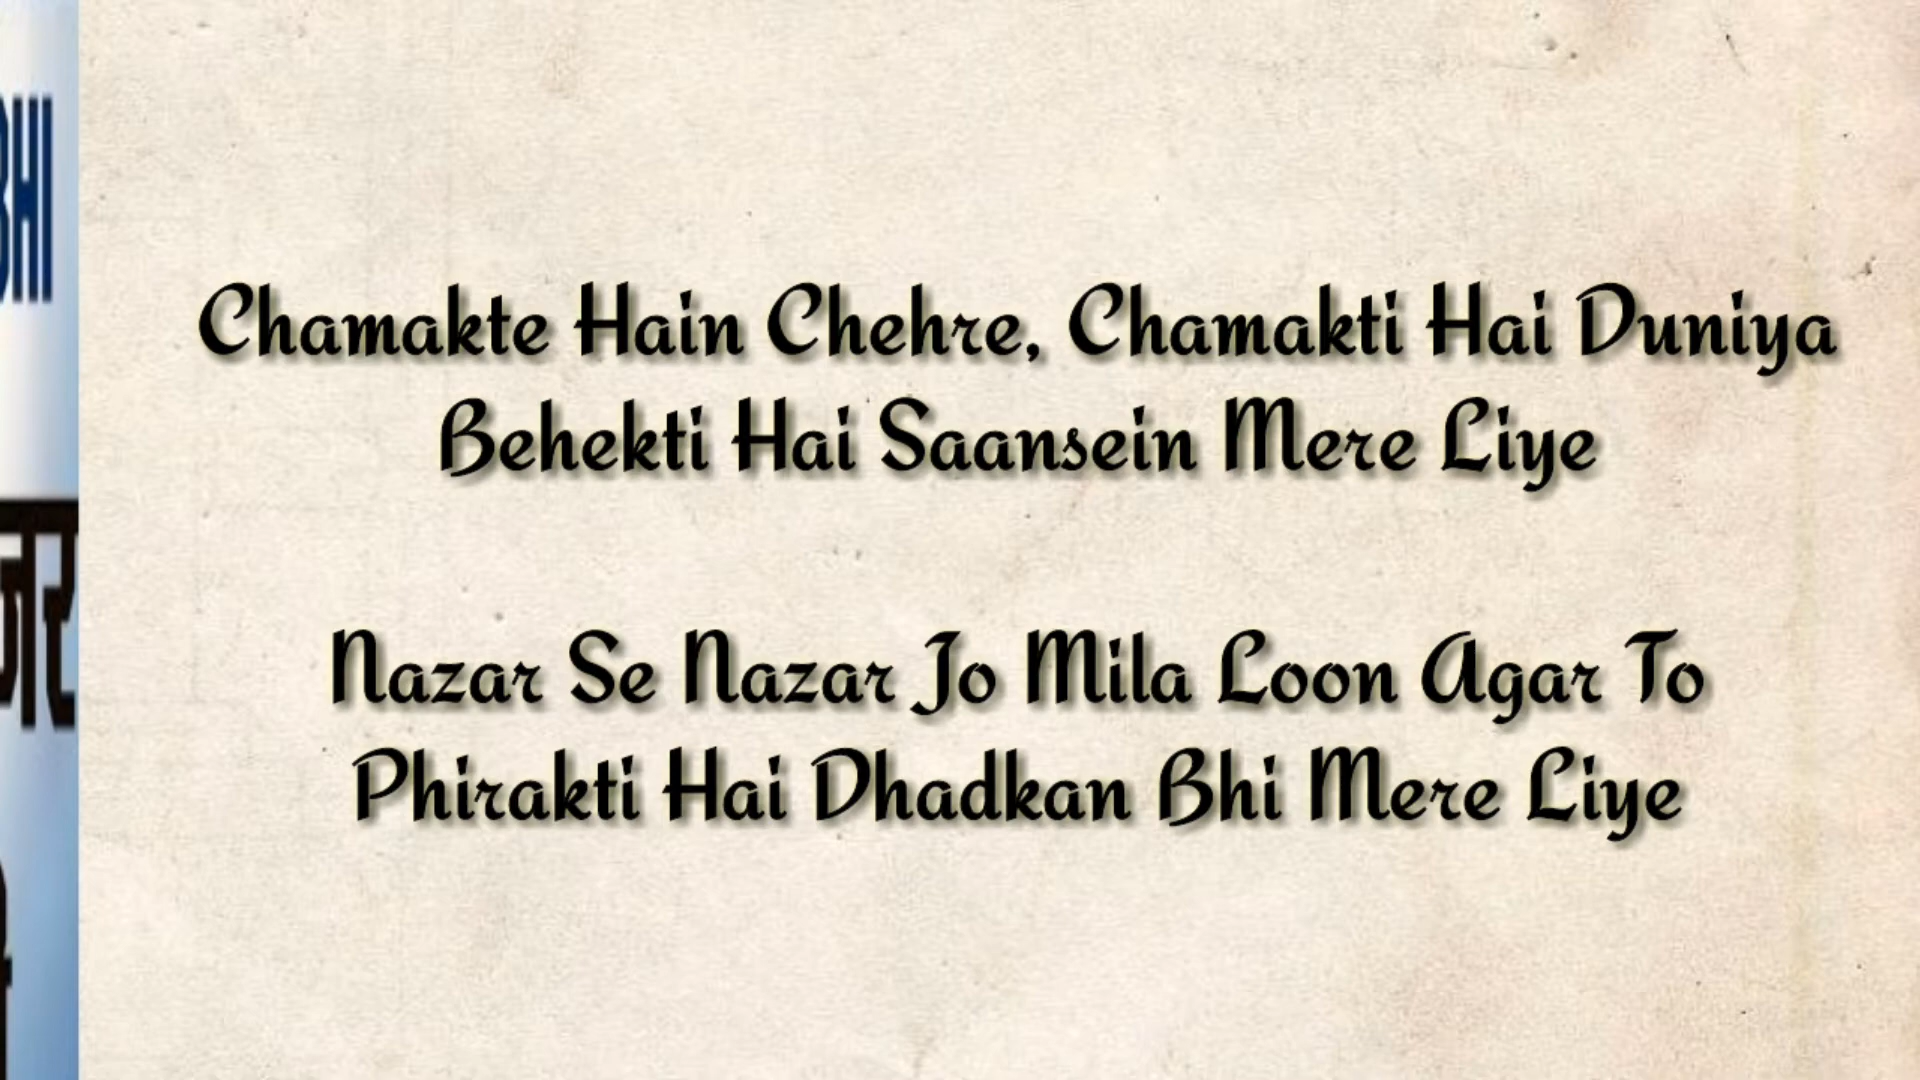 Chamakte Hain Chehre, Chamakti Hai Duniya
Behekti Hai Saansein Mere Liye
Nazar Se Nazar Jo Mila Loon Agar To
Phirakti Hai Dhadkan Bhi Mere Liye